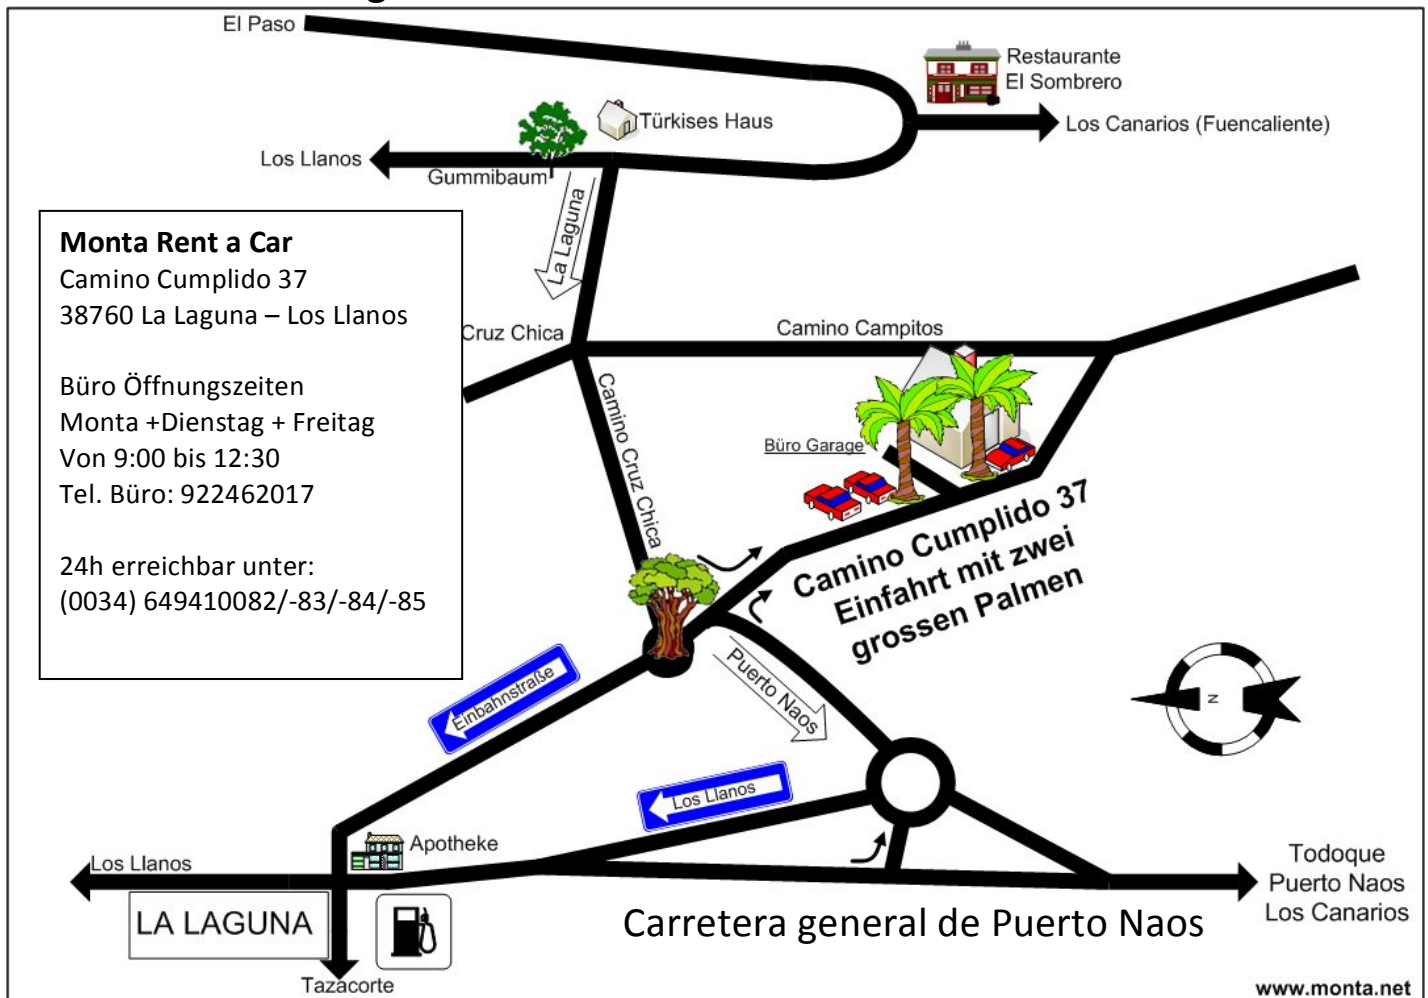 El Paso
Restaurante
El Sombrero
Türkises Haus
Los Canarios (Fuencaliente)
Los Llanos
Gummibaum
La Laguna
Monta Rent a Car
Camino Cumplido 37
38760 La Laguna – Los Llanos
Büro Öffnungszeiten
Monta +Dienstag + Freitag
Von 9:00 bis 12:30
Tel. Büro: 922462017
24h erreichbar unter:
(0034) 649410082/-83/-84/-85
Cruz Chica
Camino Campitos
Camino Cruz Chica
Büro Garage
Camino Cumplido 37
Einfahrt mit zwei
grossen Palmen
Einbahnstraße
Puerto Naos
N
Los Llanos
Apotheke
Los Llanos
LA LAGUNA
Tazacorte
Carretera general de Puerto Naos
Todoque
Puerto Naos
Los Canarios
www.monta.net